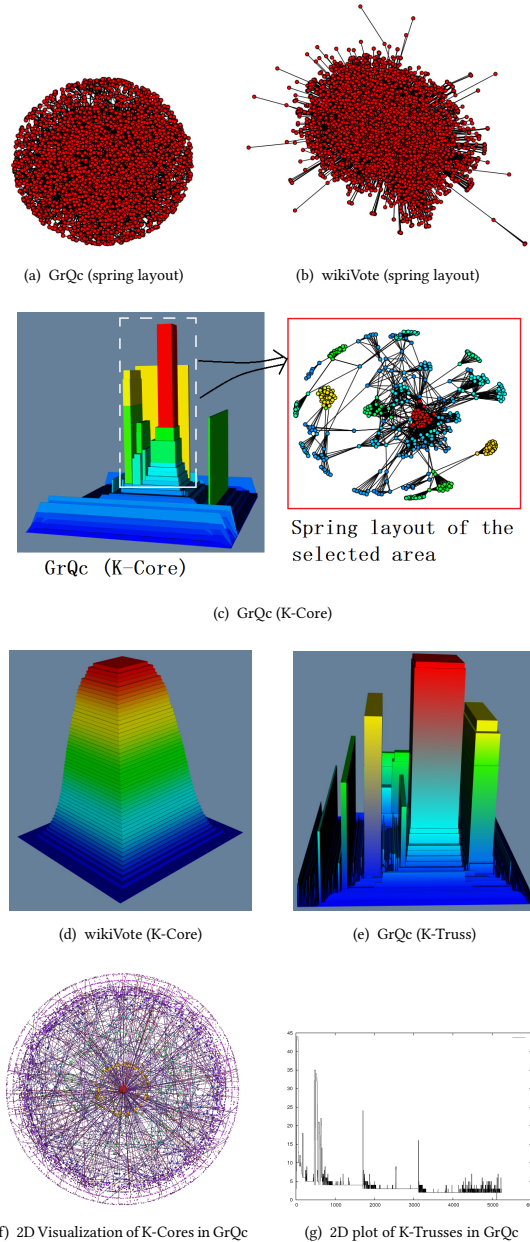 (a) GrQc (spring layout)
(b) wikiVote (spring layout)
GrQc (K-Core)
Spring layout of the
selected area
(c) GrQc (K-Core)
(d) wikiVote (K-Core)
(e) GrQc (K-Truss)
45
40
35
30
25
20
15
10
5
0
0 1000 2000 3000 4000 5000
f) 2D Visualization of K-Cores in GrQc
(g) 2D plot of K-Trusses in GrQc